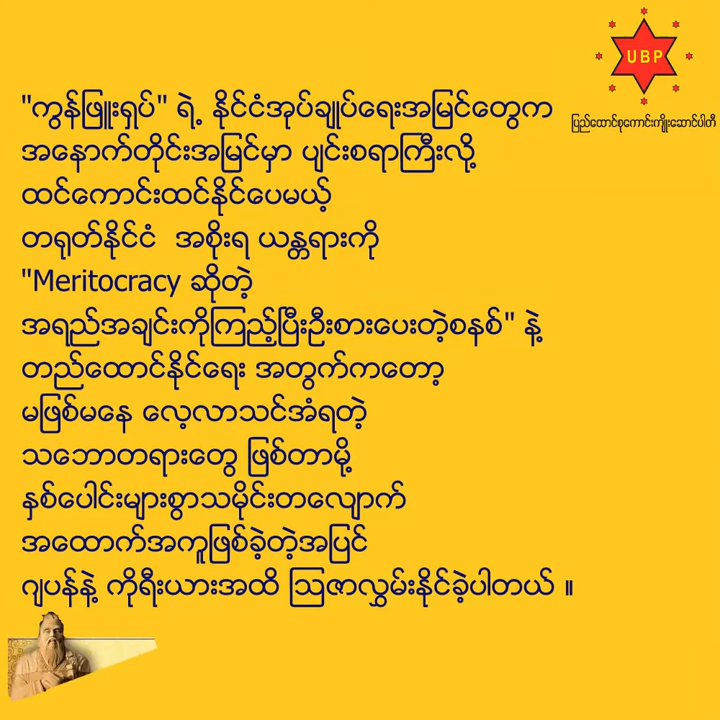 UBP
ပြည်ထောင်စုကောင်းကျိုးဆောင်ပါတီ
"ကွန်ဖြူးရှပ်" ရဲ့ နိုင်ငံအုပ်ချုပ်ရေးအမြင်တွေက
အနောက်တိုင်းအမြင်မှာ ပျင်းစရာကြီးလို့
ထင်ကောင်းထင်နိုင်ပေမယ့်
တရုတ်နိုင်ငံ အစိုးရ ယန္တရားကို
"Meritocracy ဆိုတဲ့
အရည်အချင်းကိုကြည့်ပြီးဦးစားပေးတဲ့စနစ်" နဲ့
တည်ထောင်နိုင်ရေး အတွက်ကတော့
မဖြစ်မနေ လေ့လာသင်အံရတဲ့
သဘောတရားတွေ ဖြစ်တာမို့
နှစ်ပေါင်းများစွာသမိုင်းတလျောက်
အထောက်အကူဖြစ်ခဲ့တဲ့အပြင်
ဂျပန်နဲ့ ကိုရီးယားအထိ ဩဇာလွှမ်းနိုင်ခဲ့ပါတယ် ။